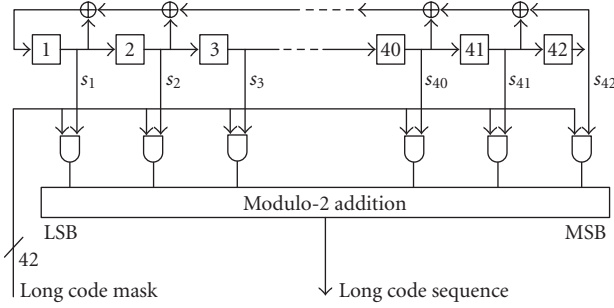 1 2 3 40 41 42
s1 s2 s3 s40 s41 s42
Modulo-2 addition
LSB MSB
42
Long code mask Long code sequence